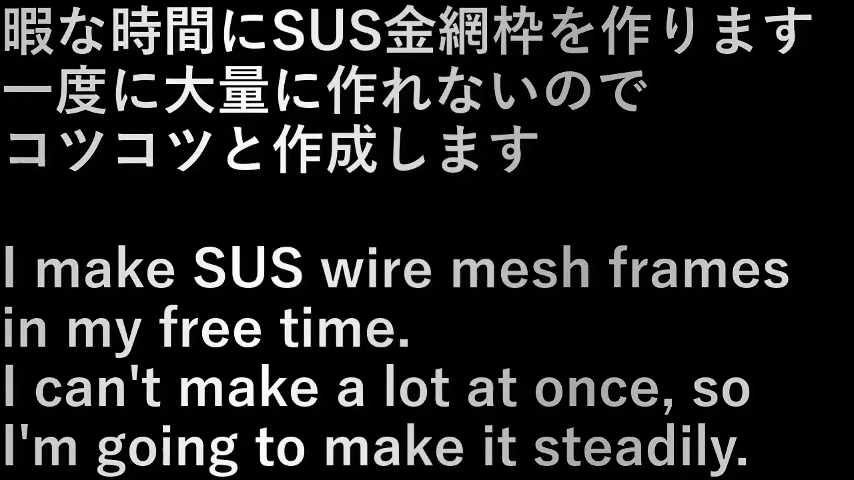 暇な時間にSUS金網枠を作ります
一度に大量に作れないので
コツコツと作成します
I make SUS wire mesh frames
in my free time.
I can't make a lot at once, so
I'm going to make it steadily.